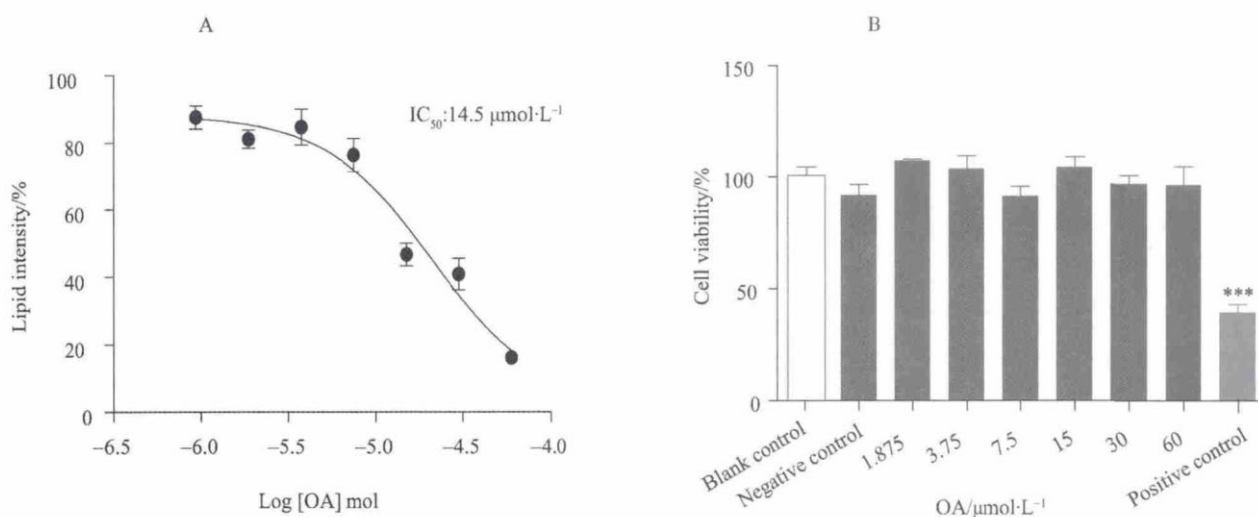 A
Lipid intensity/%
100
80
60
40
20
0
IC50:14.5 μmol·L⁻¹
–6.5 –6.0 –5.5 –5.0 –4.5 –4.0
Log [OA] mol
B
Cell viability/%
150
100
50
0
***
Blank control
Negative control
1.875
3.75
7.5
15
30
60
Positive control
OA/μmol·L⁻¹